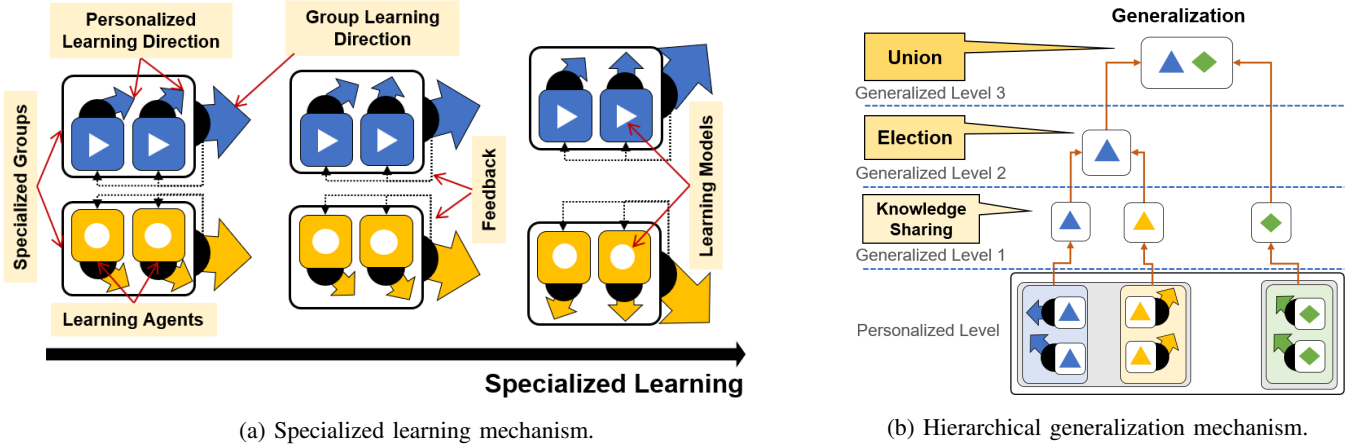 Personalized
Learning Direction
Group Learning
Direction
Specialized Groups
Feedback
Learning Models
Learning Agents
Specialized Learning
(a) Specialized learning mechanism.
Generalization
Union
Generalized Level 3
Election
Generalized Level 2
Knowledge
Sharing
Generalized Level 1
Personalized Level
(b) Hierarchical generalization mechanism.